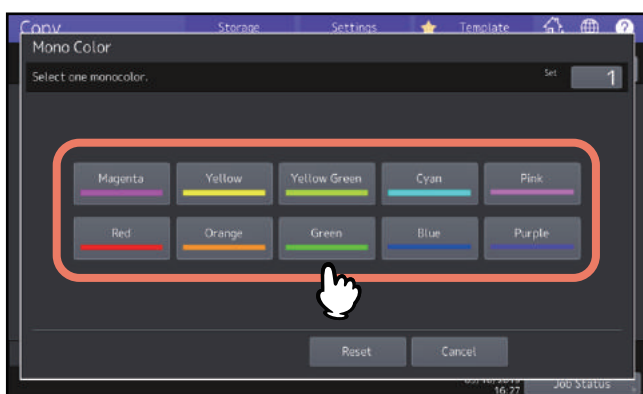 Copy Storage Settings Template ?
Mono Color
Select one monocolor. Set 1
Magenta Yellow Yellow Green Cyan Pink
Red Orange Green Blue Purple
Reset Cancel
16:27 Job Status